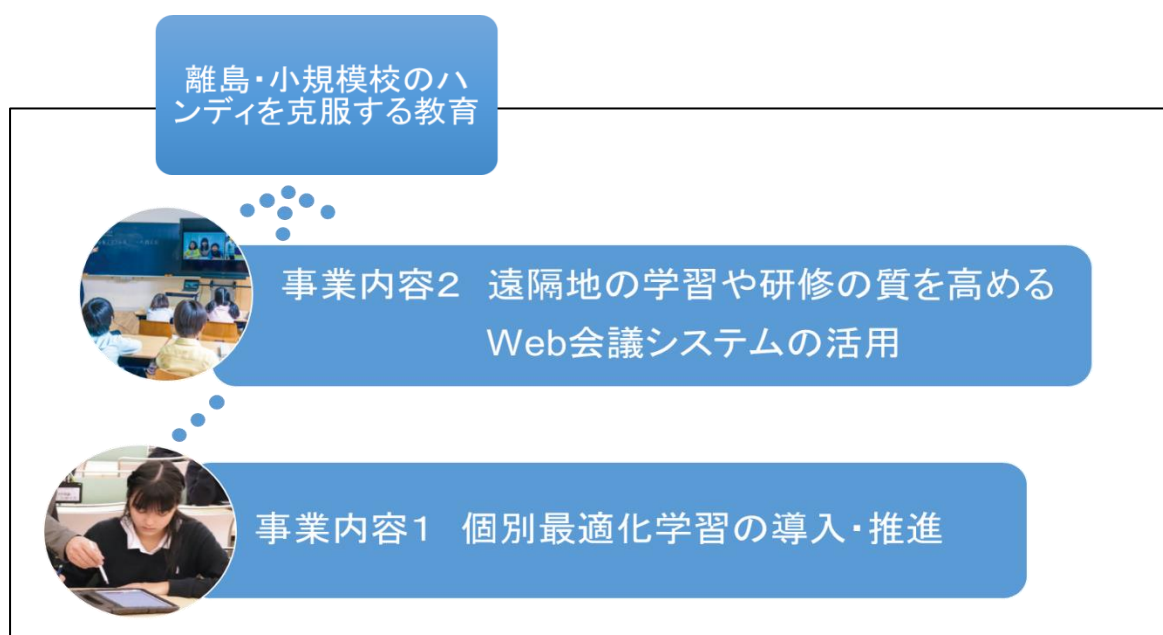 離島・小規模校のハ
ンディを克服する教育
事業内容２　遠隔地の学習や研修の質を高める
Web会議システムの活用
事業内容１　個別最適化学習の導入・推進